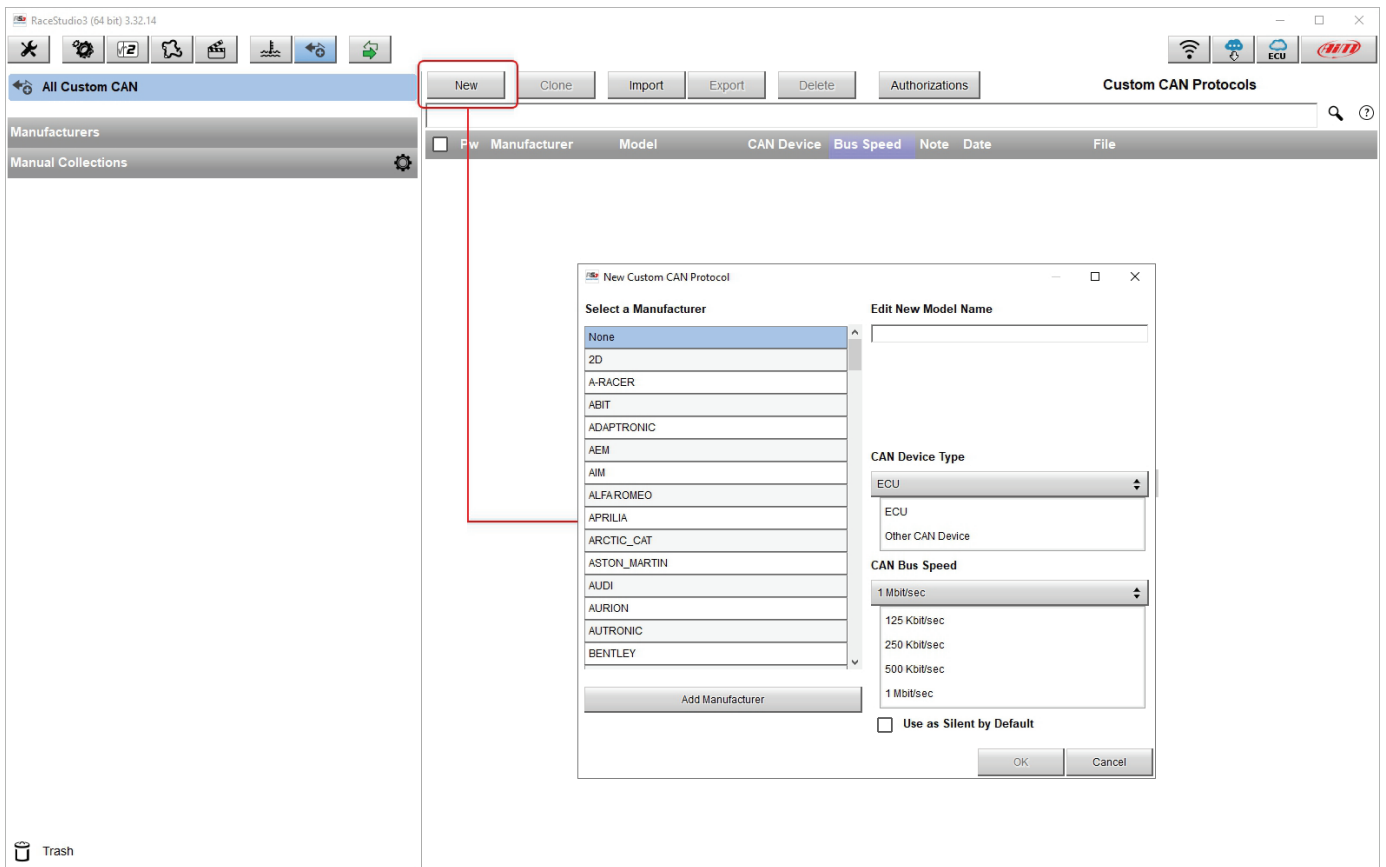 RaceStudio3 (64 bit) 3.32.14
ECU
AiM
All Custom CAN
New
Clone
Import
Export
Delete
Authorizations
Custom CAN Protocols
Manufacturers
Manual Collections
Pw Manufacturer Model CAN Device Bus Speed Note Date File
New Custom CAN Protocol
Select a Manufacturer
None
2D
A-RACER
ABIT
ADAPTRONIC
AEM
AIM
ALFAROMEO
APRILIA
ARCTIC_CAT
ASTON_MARTIN
AUDI
AURION
AUTRONIC
BENTLEY
Add Manufacturer
Edit New Model Name
CAN Device Type
ECU
ECU
Other CAN Device
CAN Bus Speed
1 Mbit/sec
125 Kbit/sec
250 Kbit/sec
500 Kbit/sec
1 Mbit/sec
Use as Silent by Default
OK
Cancel
Trash